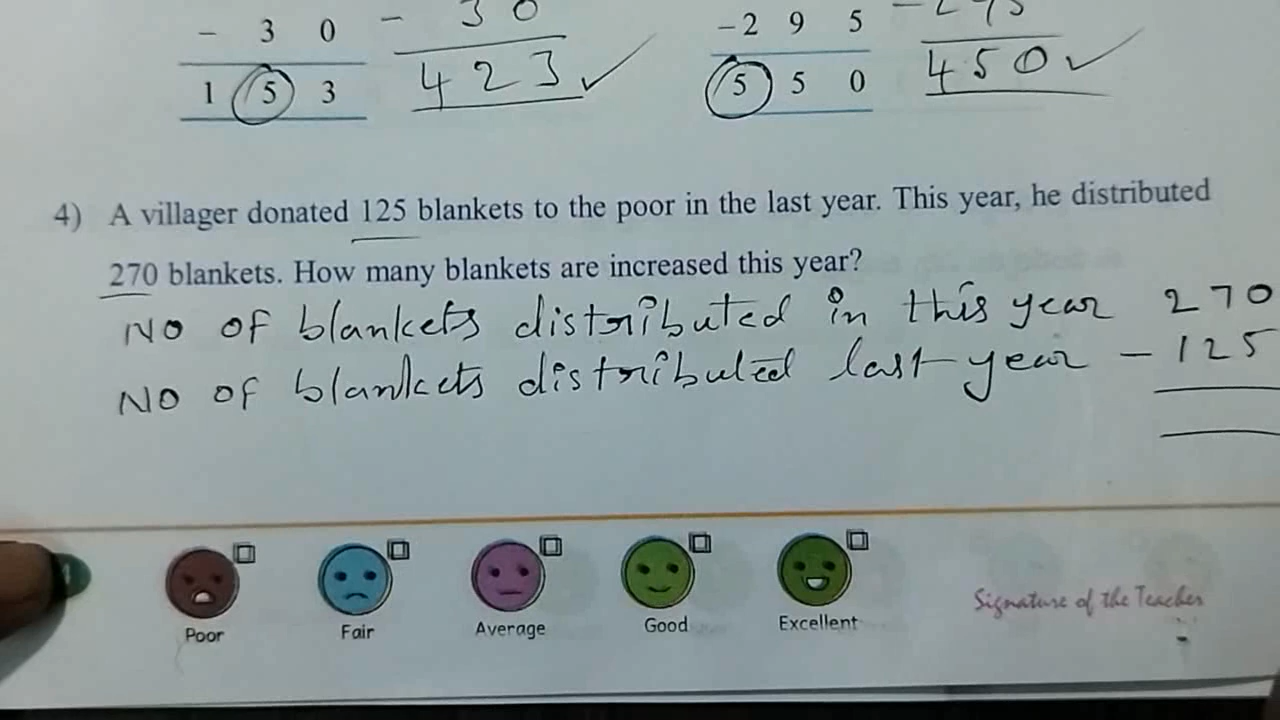 - 3 0 - 3 0 - 2 9 5
1 5 3 4 2 3 5 5 0 4 5 0
4) A villager donated 125 blankets to the poor in the last year. This year, he distributed
270 blankets. How many blankets are increased this year?
NO OF blankets distributed in this year 270
NO OF blankets distributed last year - 125
Poor Fair Average Good Excellent
Signature of the Teacher